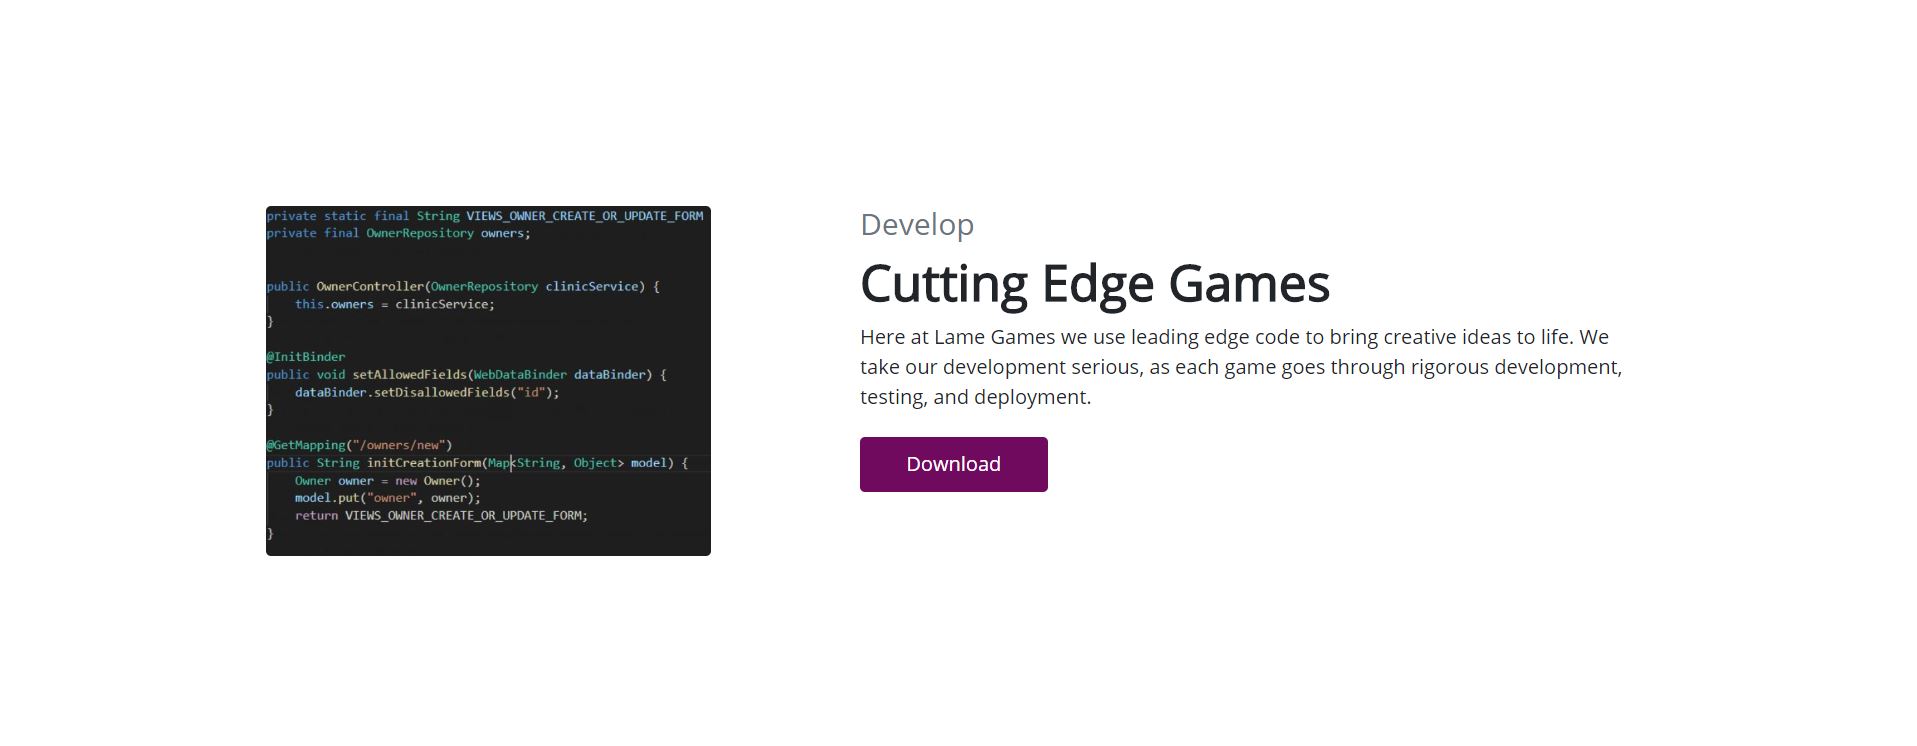 private static final String VIEWS_OWNER_CREATE_OR_UPDATE_FORM
private final OwnerRepository owners;
public OwnerController(OwnerRepository clinicService) {
this.owners = clinicService;
}
@InitBinder
public void setAllowedFields(WebDataBinder dataBinder) {
dataBinder.setDisallowedFields("id");
}
@GetMapping("/owners/new")
public String initCreationForm(Map<String, Object> model) {
Owner owner = new Owner();
model.put("owner", owner);
return VIEWS_OWNER_CREATE_OR_UPDATE_FORM;
}
Develop
Cutting Edge Games
Here at Lame Games we use leading edge code to bring creative ideas to life. We
take our development serious, as each game goes through rigorous development,
testing, and deployment.
Download